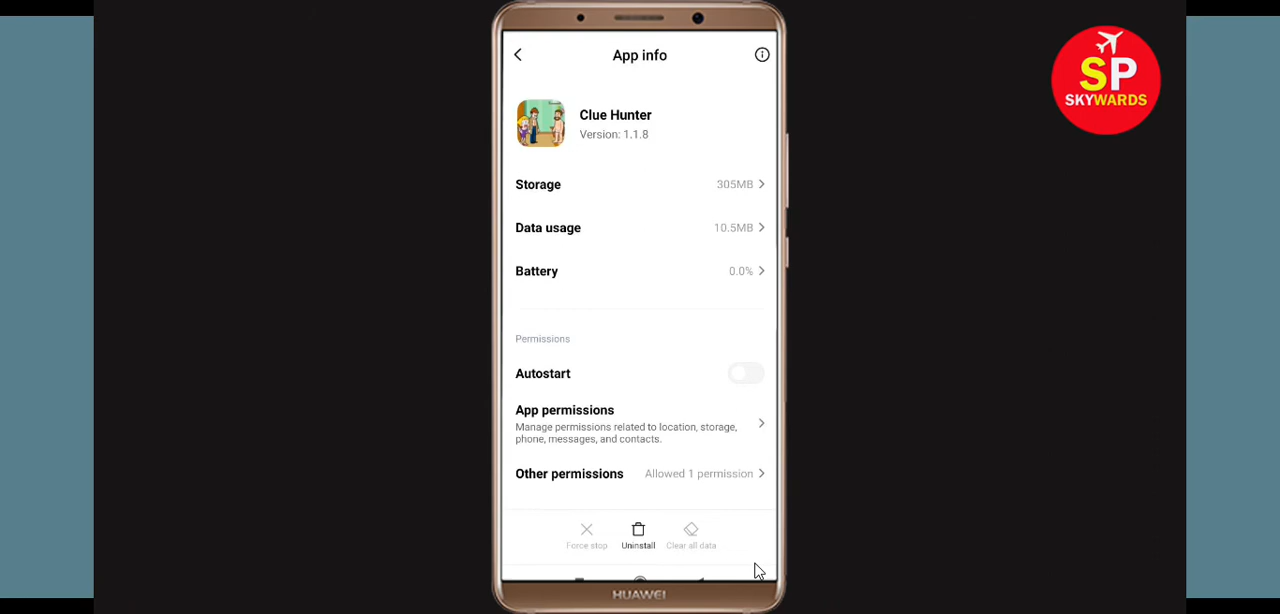 App info
SP
SKYWARDS
Clue Hunter
Version: 1.1.8
Storage 305MB
Data usage 10.5MB
Battery 0.0%
Permissions
Autostart
App permissions
Manage permissions related to location, storage,
phone, messages, and contacts.
Other permissions Allowed 1 permission
Force stop Uninstall Clear all data
HUAWEI